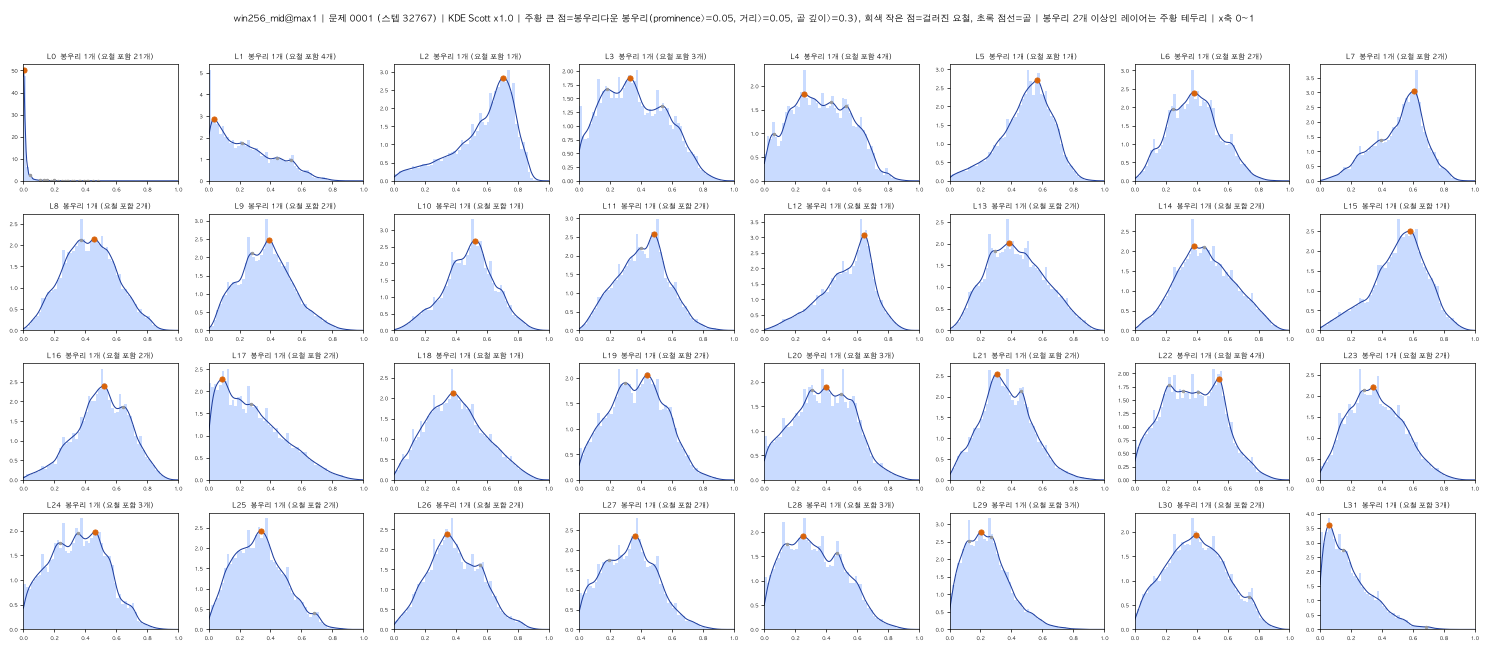 win256_mid@max1 | 문제 0001 (스텝 32767) | KDE Scott x1.0 | 주황 큰 점=봉우리다운 봉우리(prominence>=0.05, 거리>=0.05, 골 깊이>=0.3), 회색 작은 점=걸러진 요철, 초록 점선=골 | 봉우리 2개 이상인 레이어는 주황 테두리 | x축 0~1
L0 봉우리 1개 (요철 포함 21개)
L1 봉우리 1개 (요철 포함 4개)
L2 봉우리 1개 (요철 포함 1개)
L3 봉우리 1개 (요철 포함 3개)
L4 봉우리 1개 (요철 포함 4개)
L5 봉우리 1개 (요철 포함 1개)
L6 봉우리 1개 (요철 포함 2개)
L7 봉우리 1개 (요철 포함 2개)
L8 봉우리 1개 (요철 포함 2개)
L9 봉우리 1개 (요철 포함 2개)
L10 봉우리 1개 (요철 포함 1개)
L11 봉우리 1개 (요철 포함 2개)
L12 봉우리 1개 (요철 포함 1개)
L13 봉우리 1개 (요철 포함 2개)
L14 봉우리 1개 (요철 포함 2개)
L15 봉우리 1개 (요철 포함 1개)
L16 봉우리 1개 (요철 포함 2개)
L17 봉우리 1개 (요철 포함 2개)
L18 봉우리 1개 (요철 포함 1개)
L19 봉우리 1개 (요철 포함 2개)
L20 봉우리 1개 (요철 포함 3개)
L21 봉우리 1개 (요철 포함 2개)
L22 봉우리 1개 (요철 포함 4개)
L23 봉우리 1개 (요철 포함 2개)
L24 봉우리 1개 (요철 포함 3개)
L25 봉우리 1개 (요철 포함 2개)
L26 봉우리 1개 (요철 포함 2개)
L27 봉우리 1개 (요철 포함 2개)
L28 봉우리 1개 (요철 포함 3개)
L29 봉우리 1개 (요철 포함 3개)
L30 봉우리 1개 (요철 포함 2개)
L31 봉우리 1개 (요철 포함 3개)